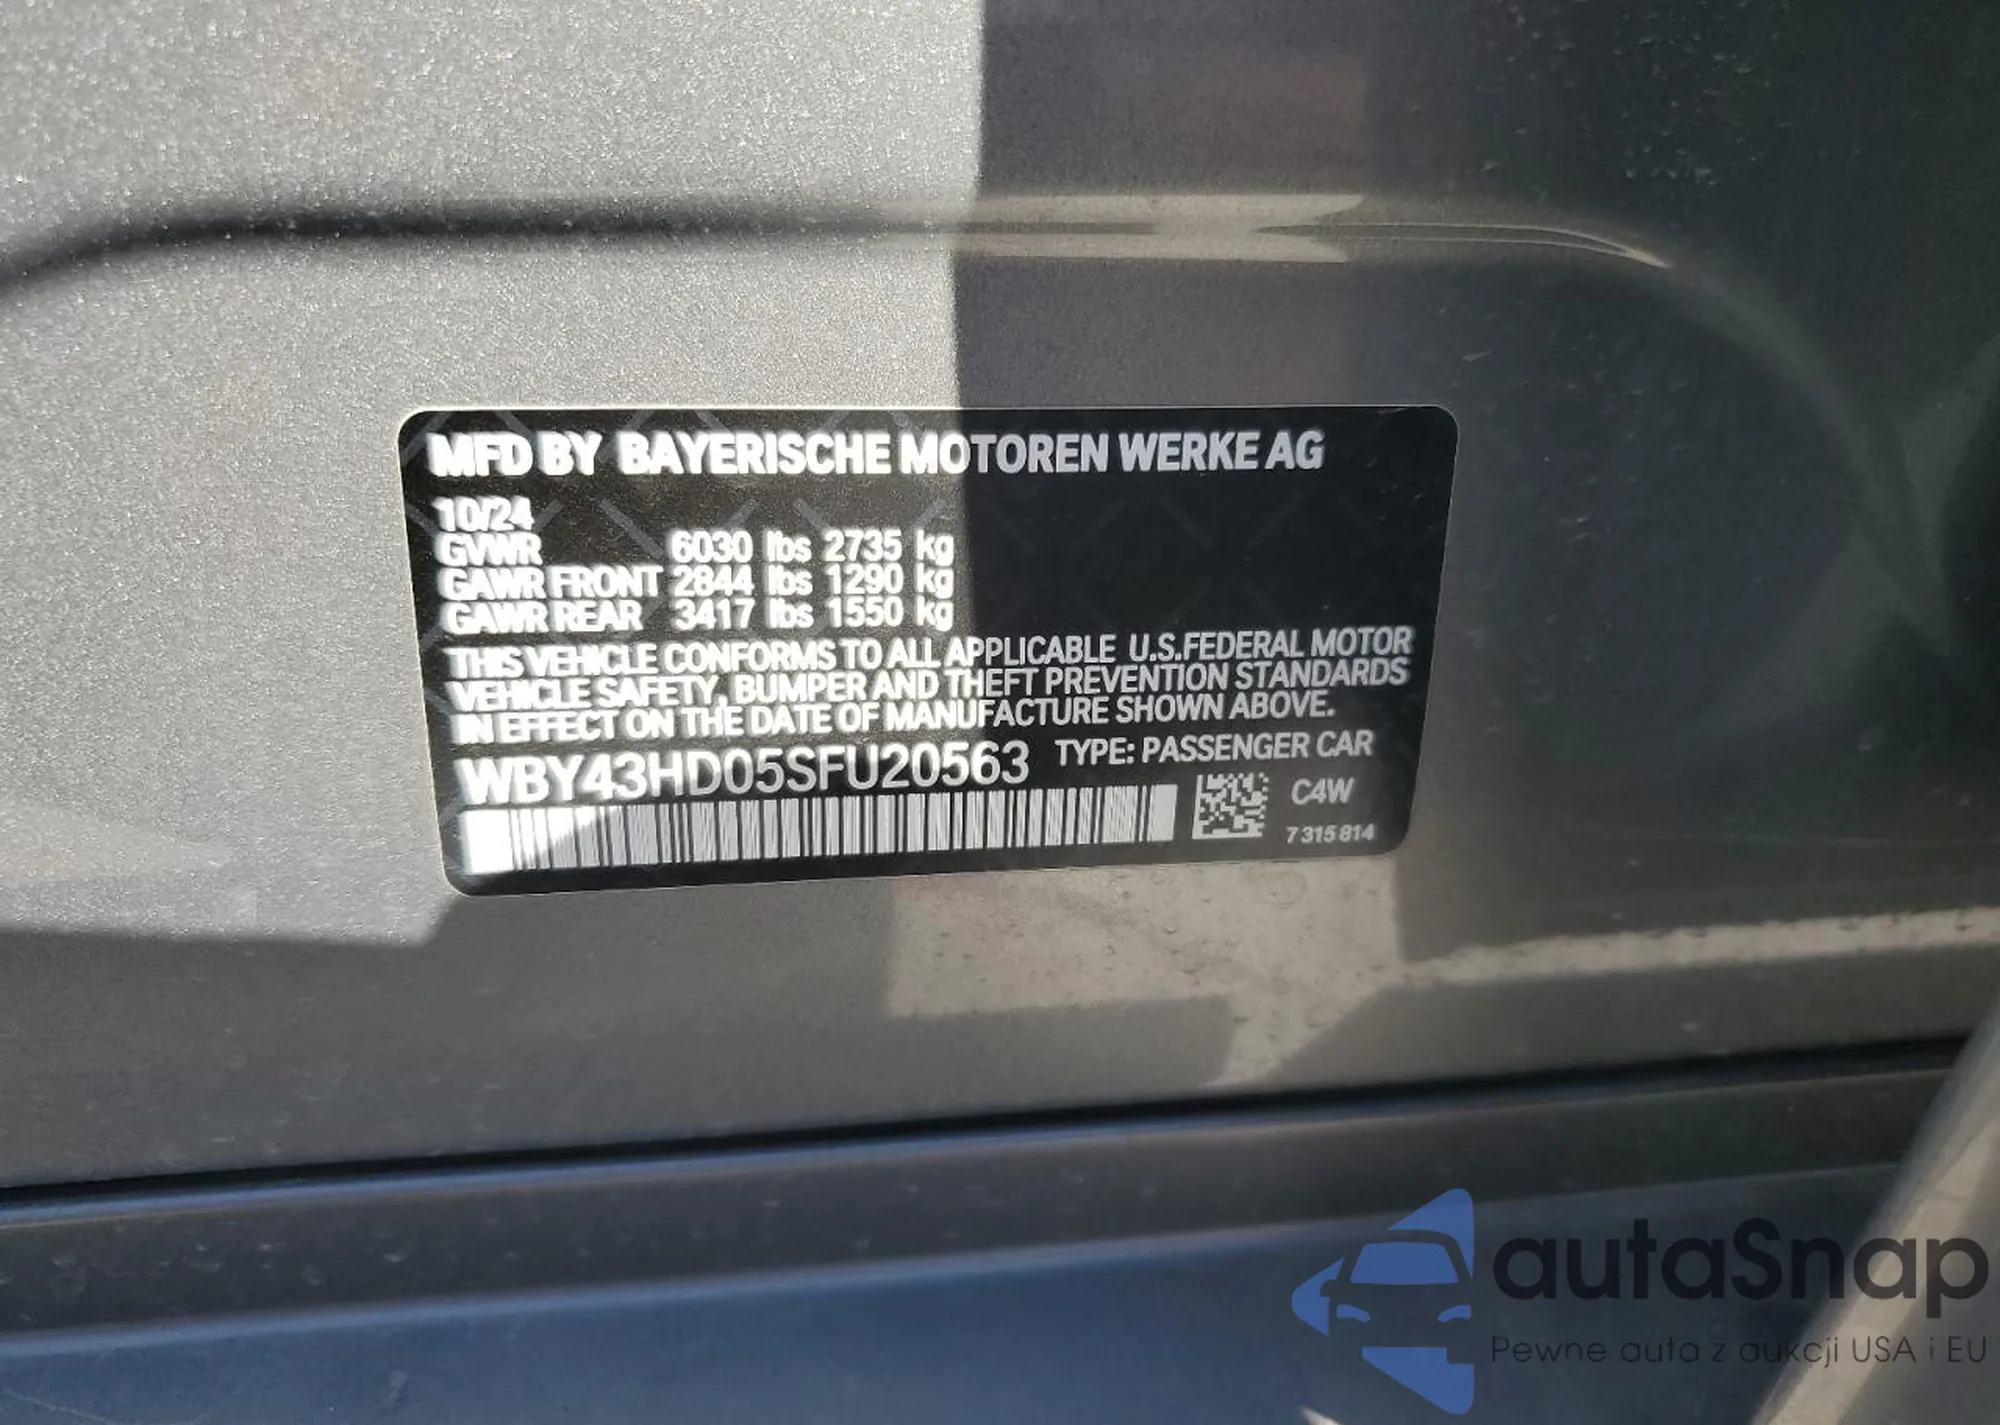 MFD BY BAYERISCHE MOTOREN WERKE AG
10/24
GVWR 6030 lbs 2735 kg
GAWR FRONT 2844 lbs 1290 kg
GAWR REAR 3417 lbs 1550 kg
THIS VEHICLE CONFORMS TO ALL APPLICABLE U.S.FEDERAL MOTOR
VEHICLE SAFETY, BUMPER AND THEFT PREVENTION STANDARDS
IN EFFECT ON THE DATE OF MANUFACTURE SHOWN ABOVE.
WBY43HD05SFU20563 TYPE: PASSENGER CAR
C4W
7 315 814
autaSnap
Pewne auta z aukcji USA i EU